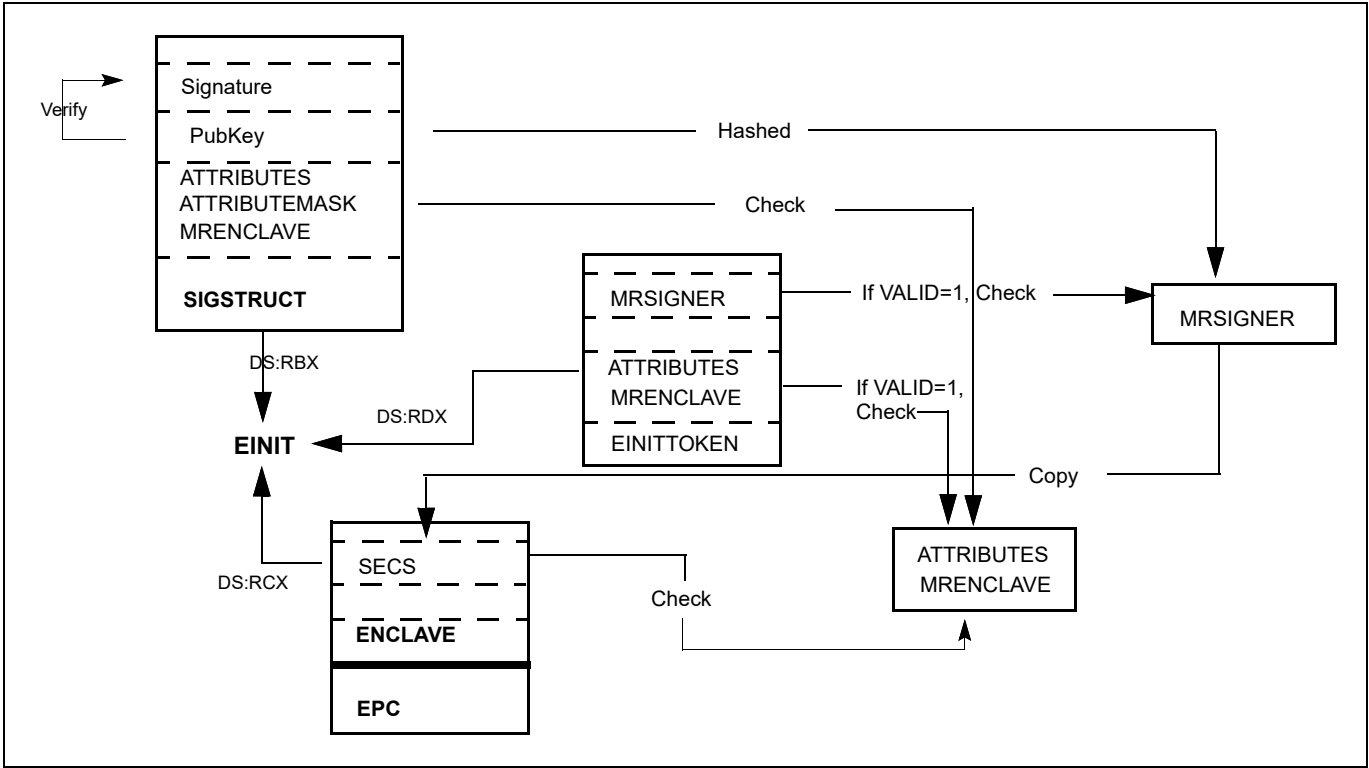 Signature
Verify
PubKey
Hashed
ATTRIBUTES
ATTRIBUTEMASK
MRENCLAVE
Check
SIGSTRUCT
MRSIGNER
If VALID=1, Check
MRSIGNER
DS:RBX
ATTRIBUTES
MRENCLAVE
If VALID=1,
Check
DS:RDX
EINIT
EINITTOKEN
Copy
SECS
DS:RCX
Check
ATTRIBUTES
MRENCLAVE
ENCLAVE
EPC